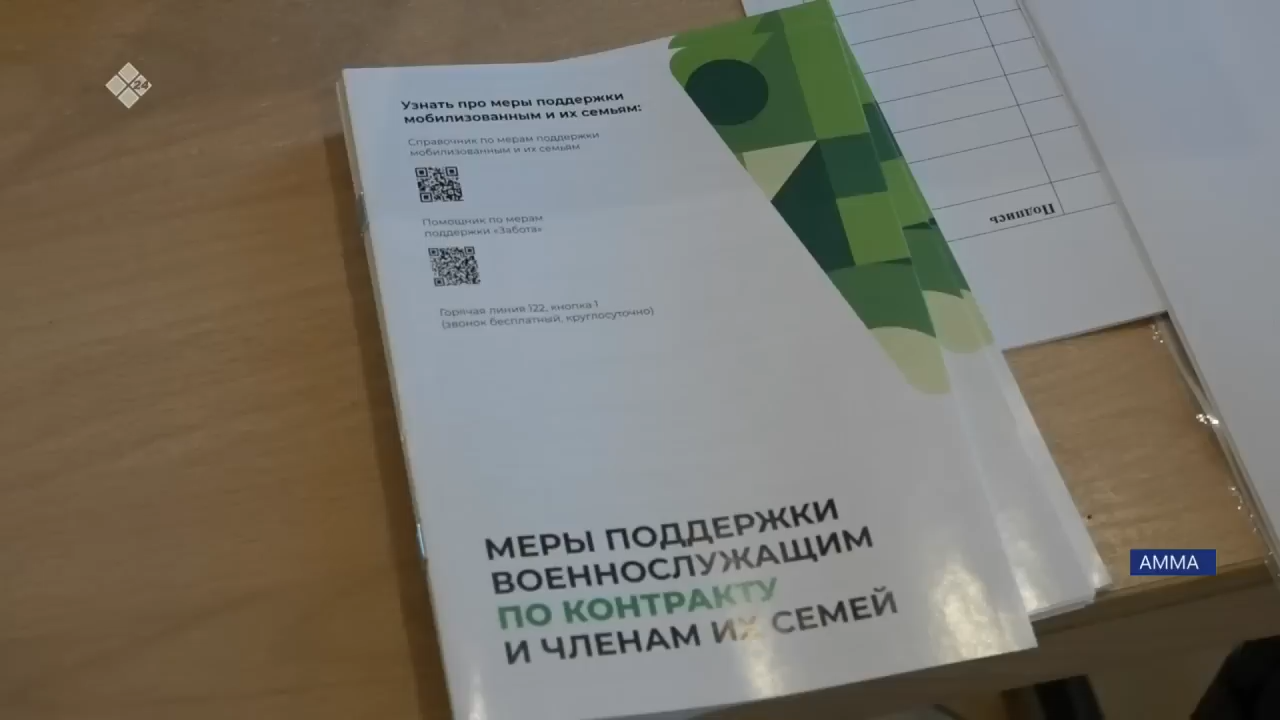 24
Узнать про меры поддержки
мобилизованным и их семьям:
Справочник по мерам поддержки
мобилизованным и их семьям
Помощник по мерам
поддержки «Забота»
Горячая линия 122, кнопка 1
(звонок бесплатный, круглосуточно)
МЕРЫ ПОДДЕРЖКИ
ВОЕННОСЛУЖАЩИМ
ПО КОНТРАКТУ
И ЧЛЕНАМ ИХ СЕМЕЙ
Подпись
АММА